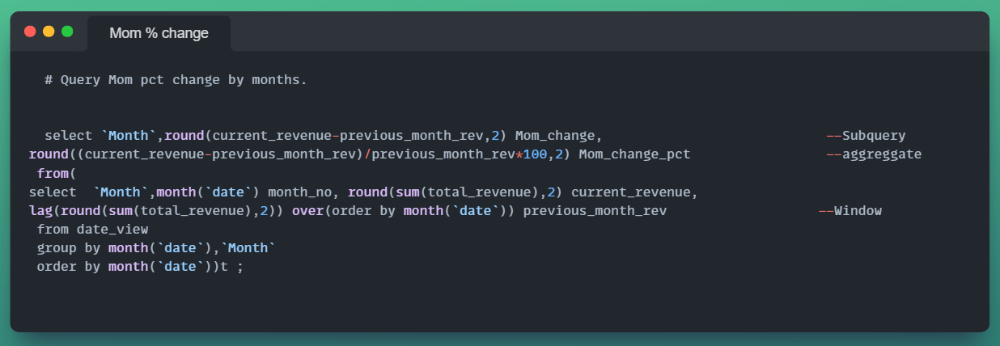 Mom % change
# Query Mom pct change by months.
select `Month`,round(current_revenue-previous_month_rev,2) Mom_change, --Subquery
round((current_revenue-previous_month_rev)/previous_month_rev*100,2) Mom_change_pct --aggreggate
from(
select `Month`,month(`date`) month_no, round(sum(total_revenue),2) current_revenue,
lag(round(sum(total_revenue),2)) over(order by month(`date`)) previous_month_rev --Window
from date_view
group by month(`date`),`Month`
order by month(`date`))t ;